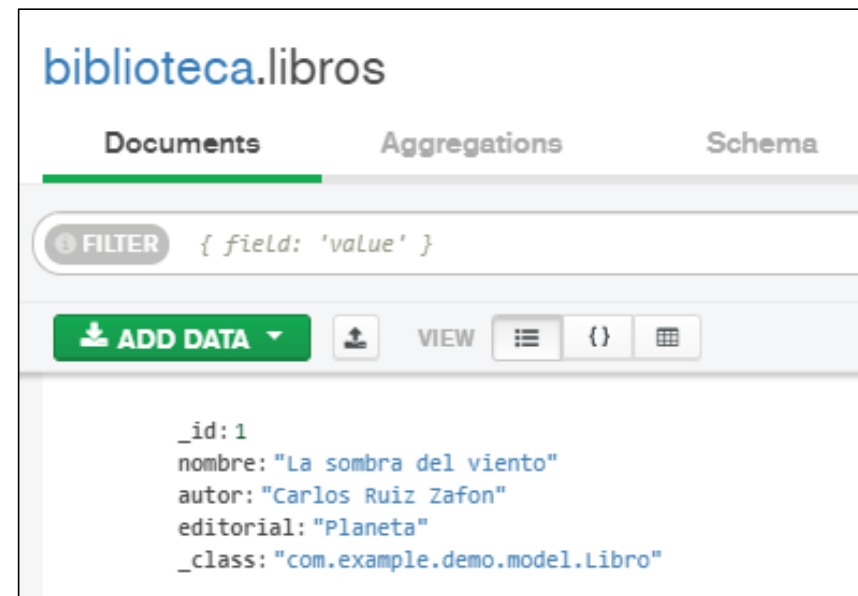 biblioteca.libros
Documents Aggregations Schema
FILTER { field: 'value' }
ADD DATA VIEW {}
_id: 1
nombre: "La sombra del viento"
autor: "Carlos Ruiz Zafon"
editorial: "Planeta"
_class: "com.example.demo.model.Libro"